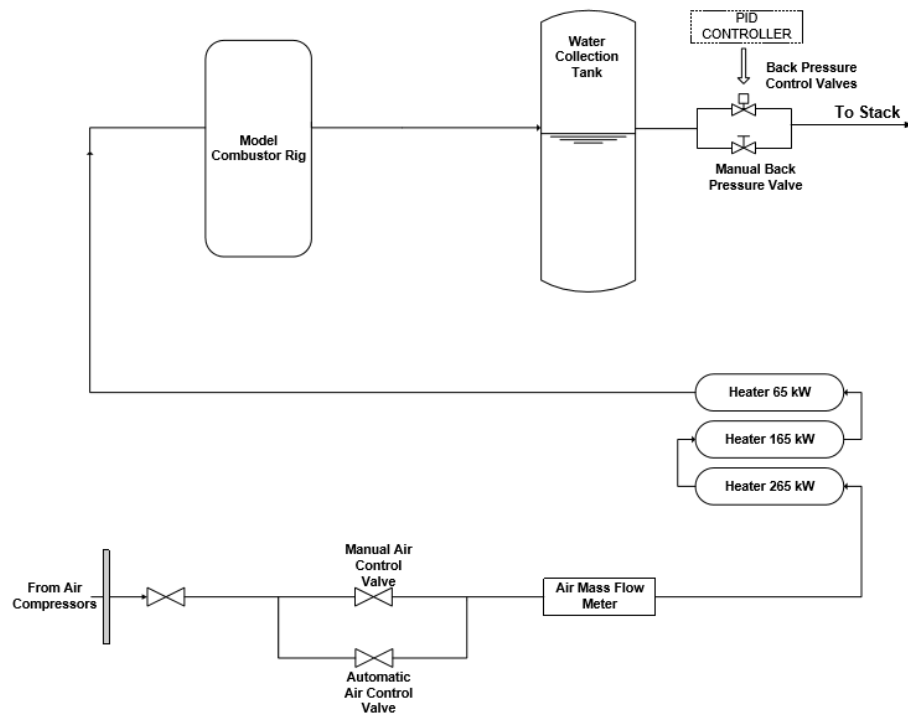 PID
CONTROLLER
Water
Collection
Tank
Back Pressure
Control Valves
To Stack
Model
Combustor Rig
Manual Back
Pressure Valve
Heater 65 kW
Heater 165 kW
Heater 265 kW
Manual Air
Control
Valve
From Air
Compressors
Air Mass Flow
Meter
Automatic
Air Control
Valve